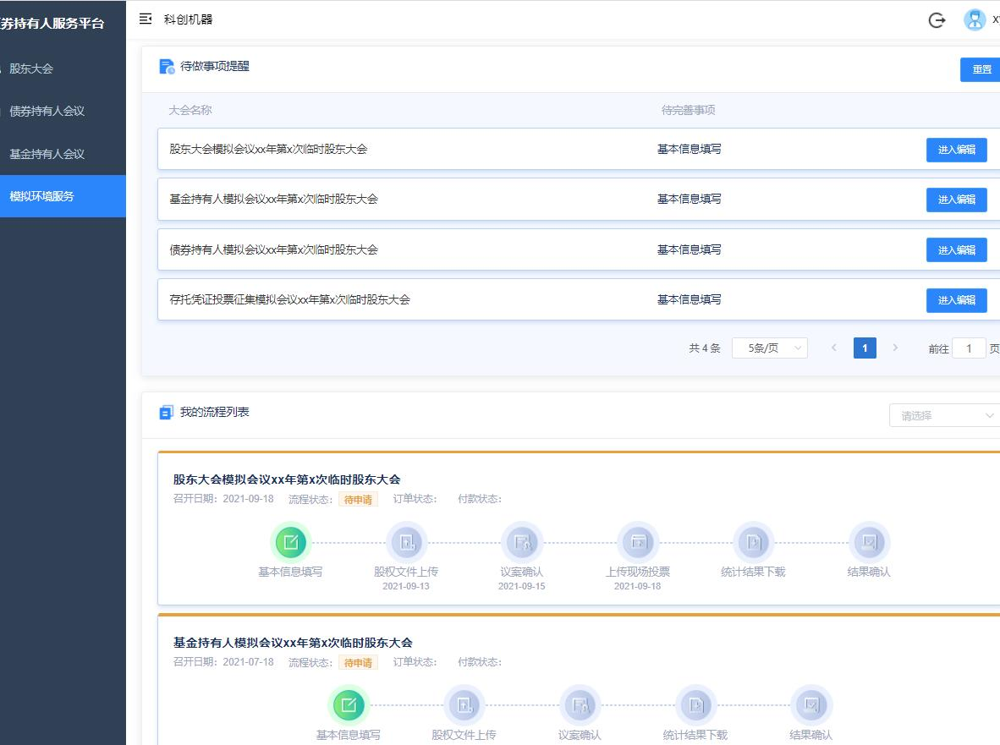 券持有人服务平台
科创机器
股东大会
债券持有人会议
基金持有人会议
模拟环境服务
待做事项提醒
重置
大会名称 待完善事项
股东大会模拟会议xx年第x次临时股东大会 基本信息填写 进入编辑
基金持有人模拟会议xx年第x次临时股东大会 基本信息填写 进入编辑
债券持有人模拟会议xx年第x次临时股东大会 基本信息填写 进入编辑
存托凭证投票征集模拟会议xx年第x次临时股东大会 基本信息填写 进入编辑
共 4 条 5条/页 1 前往 1 页
我的流程列表
请选择
股东大会模拟会议xx年第x次临时股东大会
召开日期：2021-09-18 流程状态： 待申请 订单状态： 付款状态：
基本信息填写 股权文件上传 议案确认 上传现场投票 统计结果下载 结果确认
2021-09-13 2021-09-15 2021-09-18
基金持有人模拟会议xx年第x次临时股东大会
召开日期：2021-07-18 流程状态： 待申请 订单状态： 付款状态：
基本信息填写 股权文件上传 议案确认 统计结果下载 结果确认